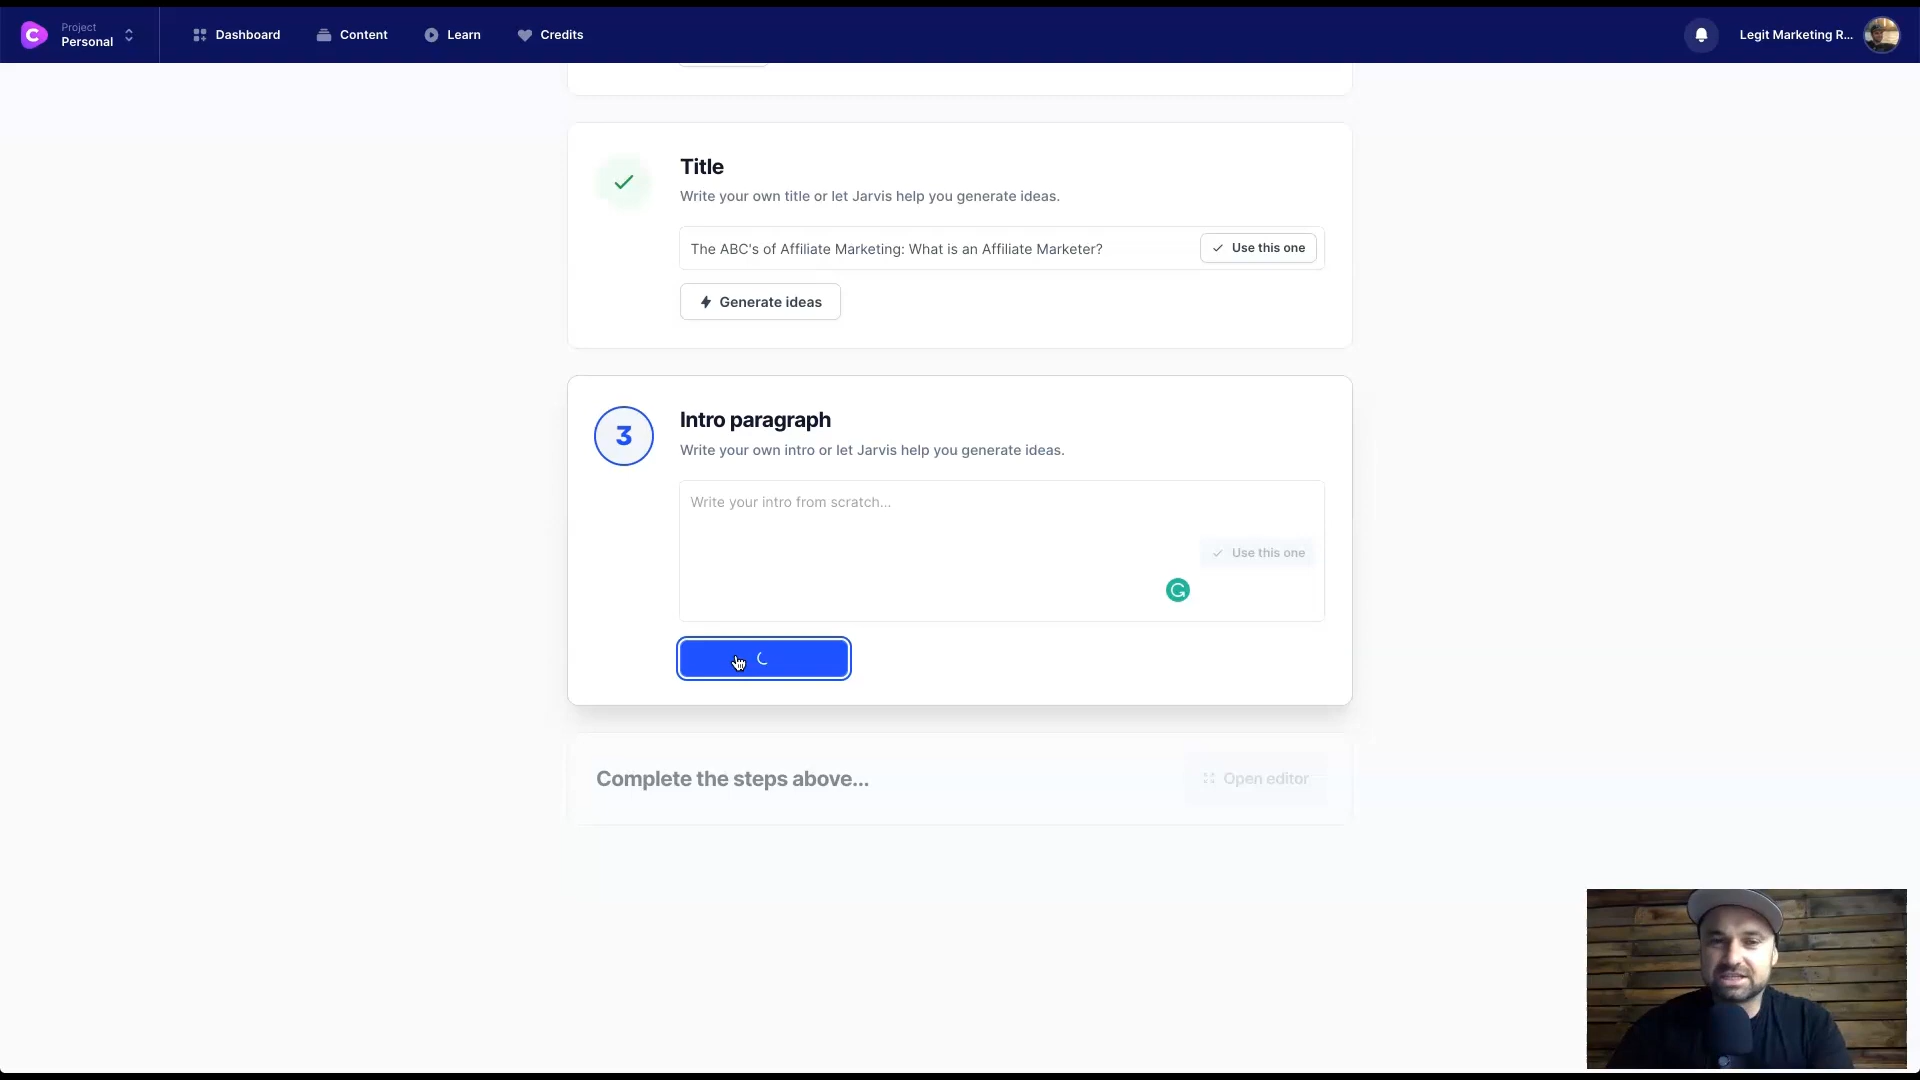 Project
Personal
Dashboard
Content
Learn
Credits
Legit Marketing R...
Title
Write your own title or let Jarvis help you generate ideas.
The ABC's of Affiliate Marketing: What is an Affiliate Marketer?
Use this one
Generate ideas
3
Intro paragraph
Write your own intro or let Jarvis help you generate ideas.
Write your intro from scratch...
Use this one
Complete the steps above...
Open editor